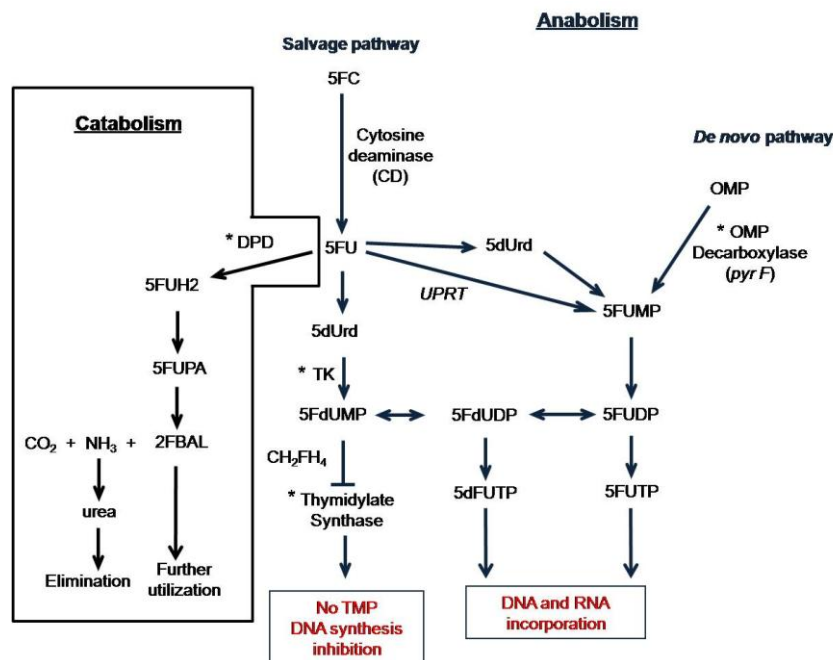 Anabolism
Salvage pathway
5FC
Catabolism
Cytosine
deaminase
(CD)
De novo pathway
OMP
* DPD
5FU
5dUrd
* OMP
Decarboxylase
(pyr F)
5FUH2
UPRT
5FUMP
5dUrd
5FUPA
* TK
5FdUMP
5FdUDP
5FUDP
CO2 + NH3 + 2FBAL
CH2FH4
5dFUTP
5FUTP
* Thymidylate
Synthase
urea
Elimination
Further
utilization
No TMP
DNA synthesis
inhibition
DNA and RNA
incorporation